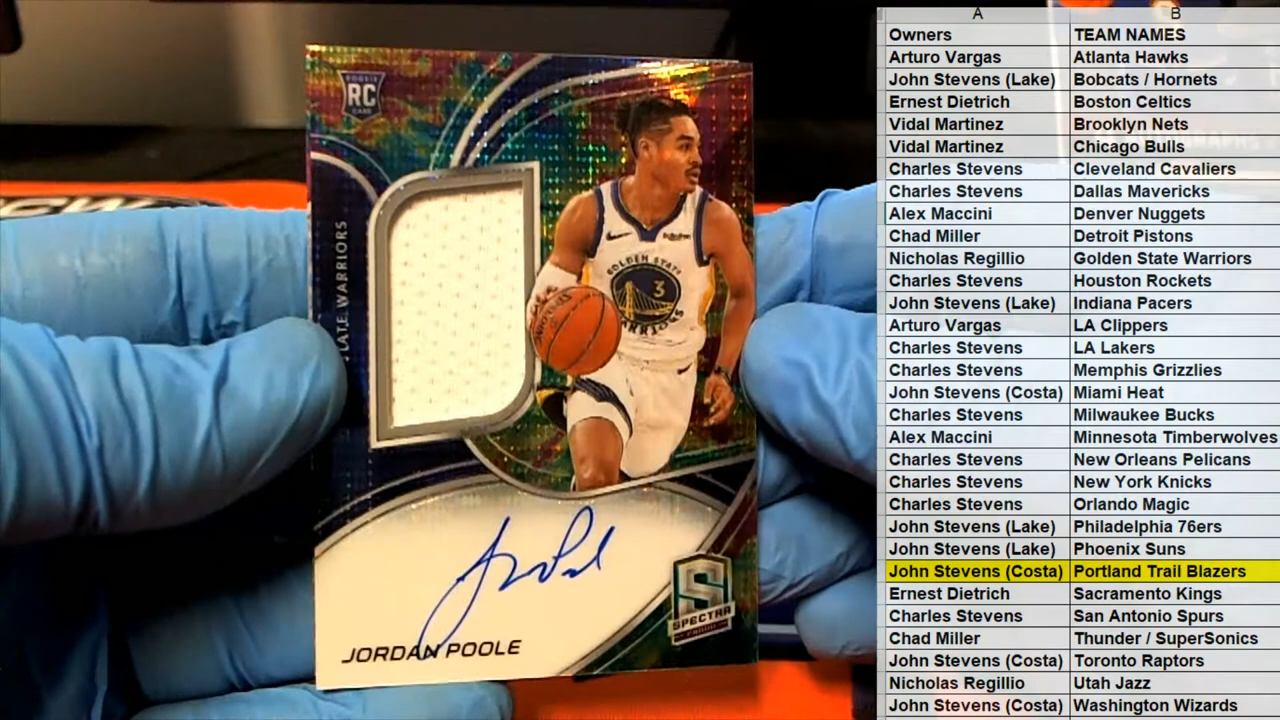 ROOKIE
RC
CARD
STATE WARRIORS
GOLDEN STATE
3
WARRIORS
JORDAN POOLE
S
SPECTRA
PANINI
A B
Owners TEAM NAMES
Arturo Vargas Atlanta Hawks
John Stevens (Lake) Bobcats / Hornets
Ernest Dietrich Boston Celtics
Vidal Martinez Brooklyn Nets
Vidal Martinez Chicago Bulls
Charles Stevens Cleveland Cavaliers
Charles Stevens Dallas Mavericks
Alex Maccini Denver Nuggets
Chad Miller Detroit Pistons
Nicholas Regillio Golden State Warriors
Charles Stevens Houston Rockets
John Stevens (Lake) Indiana Pacers
Arturo Vargas LA Clippers
Charles Stevens LA Lakers
Charles Stevens Memphis Grizzlies
John Stevens (Costa) Miami Heat
Charles Stevens Milwaukee Bucks
Alex Maccini Minnesota Timberwolves
Charles Stevens New Orleans Pelicans
Charles Stevens New York Knicks
Charles Stevens Orlando Magic
John Stevens (Lake) Philadelphia 76ers
John Stevens (Lake) Phoenix Suns
John Stevens (Costa) Portland Trail Blazers
Ernest Dietrich Sacramento Kings
Charles Stevens San Antonio Spurs
Chad Miller Thunder / SuperSonics
John Stevens (Costa) Toronto Raptors
Nicholas Regillio Utah Jazz
John Stevens (Costa) Washington Wizards